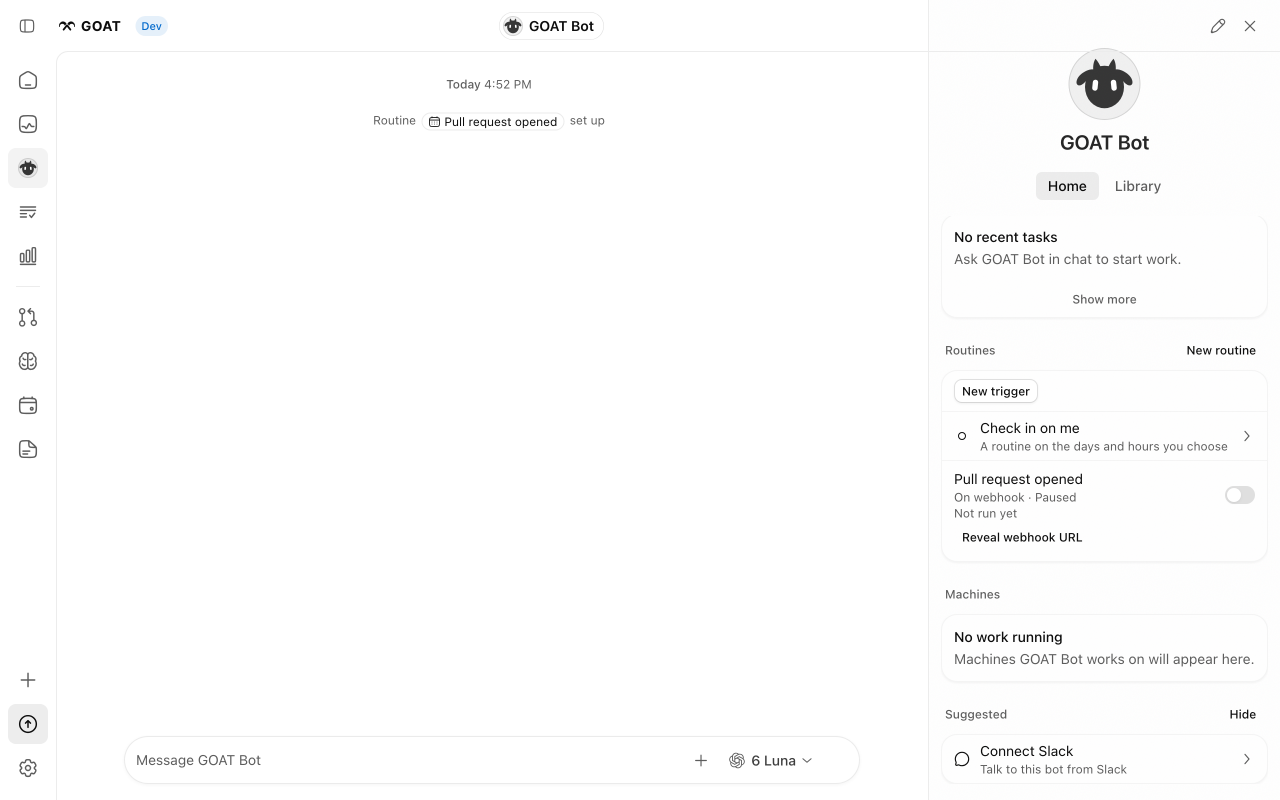 GOAT
Dev
GOAT Bot
Today 4:52 PM
Routine Pull request opened set up
Message GOAT Bot
6 Luna
GOAT Bot
Home
Library
No recent tasks
Ask GOAT Bot in chat to start work.
Show more
Routines
New routine
New trigger
Check in on me
A routine on the days and hours you choose
Pull request opened
On webhook · Paused
Not run yet
Reveal webhook URL
Machines
No work running
Machines GOAT Bot works on will appear here.
Suggested
Hide
Connect Slack
Talk to this bot from Slack